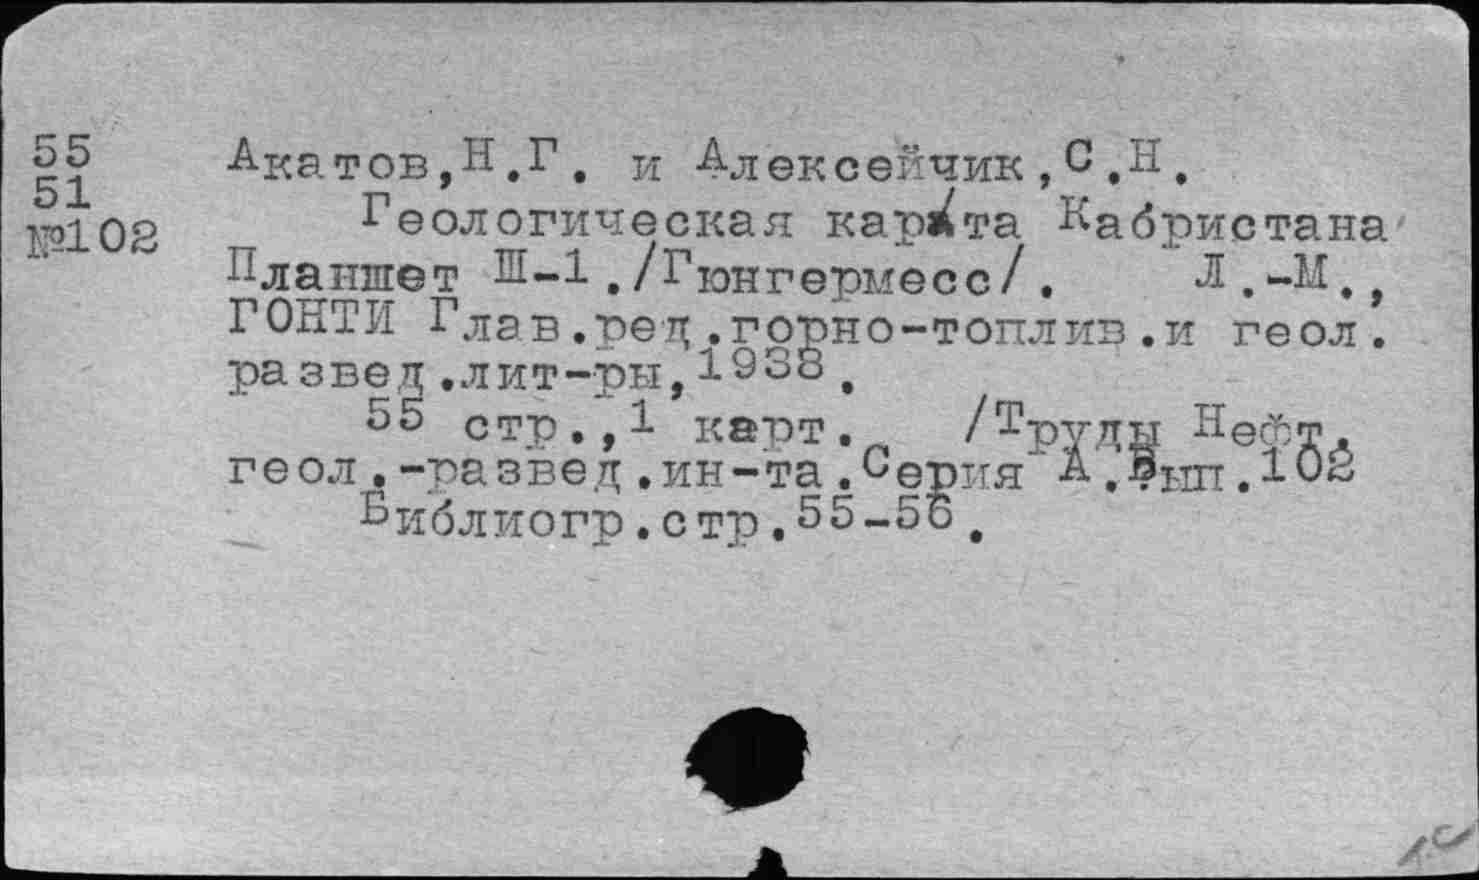 55
51
№102
Акатов,Н.Г. и Алексейчик,С.Н.
Геологическая карта Кабристана
Планшет Ш-1./Гюнгермесс/. Л.-М.,
ГОНТИ Глав.ред.горно-топлив.и геол.
развед.лит-ры,1938.
55 стр.,1 карт. /Труды Нефт.
геол.-развед.ин-та.Серия А.Вып.102
Библиогр.стр.55-56.